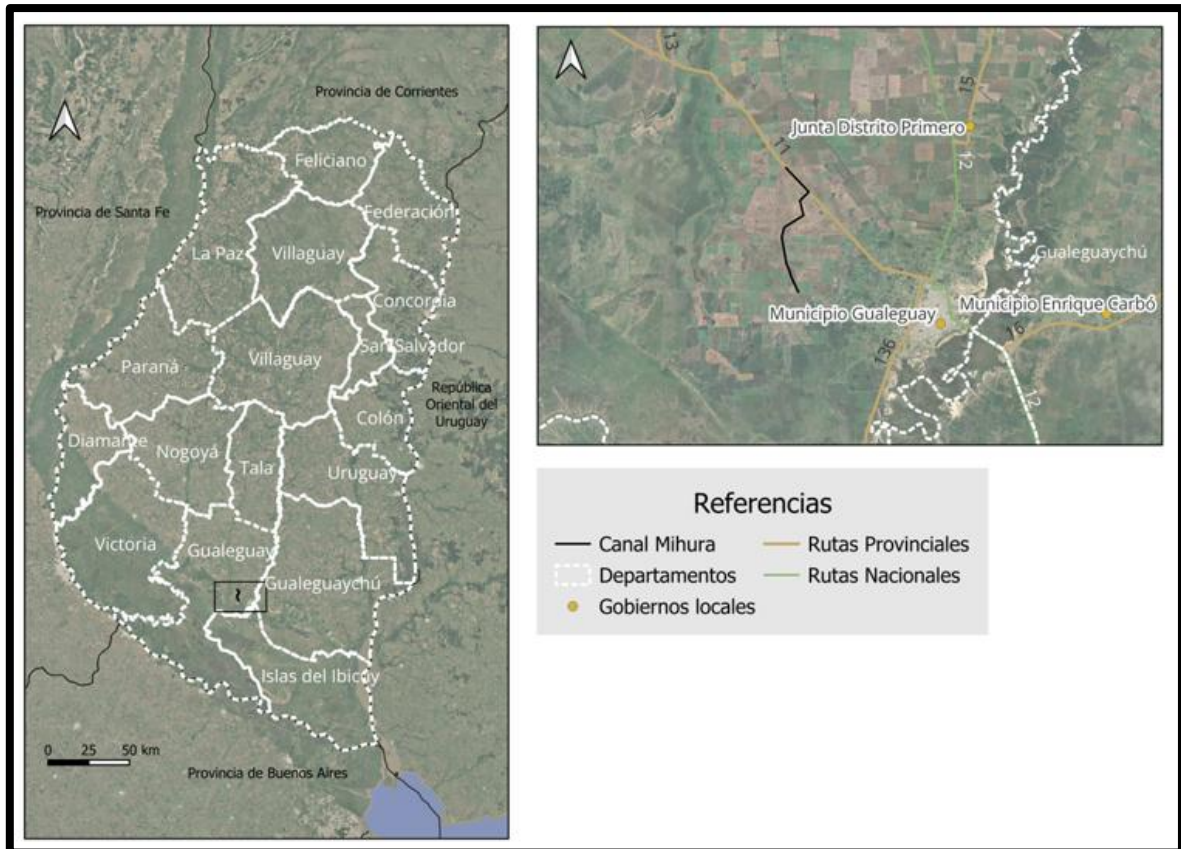 Provincia de Corrientes
Feliciano
Provincia de Santa Fe
Federación
La Paz
Villaguay
Concordia
San Salvador
Villaguay
Paraná
República
Oriental del
Uruguay
Colón
Diamante
Nogoyá
Tala
Uruguay
Victoria
Gualeguay
Gualeguaychú
Islas del Ibicuy
0 25 50 km
Provincia de Buenos Aires
13
15
Junta Distrito Primero
11
12
Gualeguaychú
Municipio Enrique Carbó
Municipio Gualeguay
16
136
12
Referencias
Canal Mihura
Rutas Provinciales
Departamentos
Rutas Nacionales
Gobiernos locales